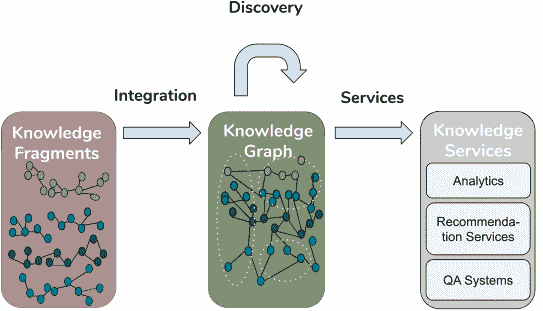 Discovery
Integration
Services
Knowledge
Fragments
Knowledge
Graph
Knowledge
Services
Analytics
Recommenda-
tion Services
QA Systems